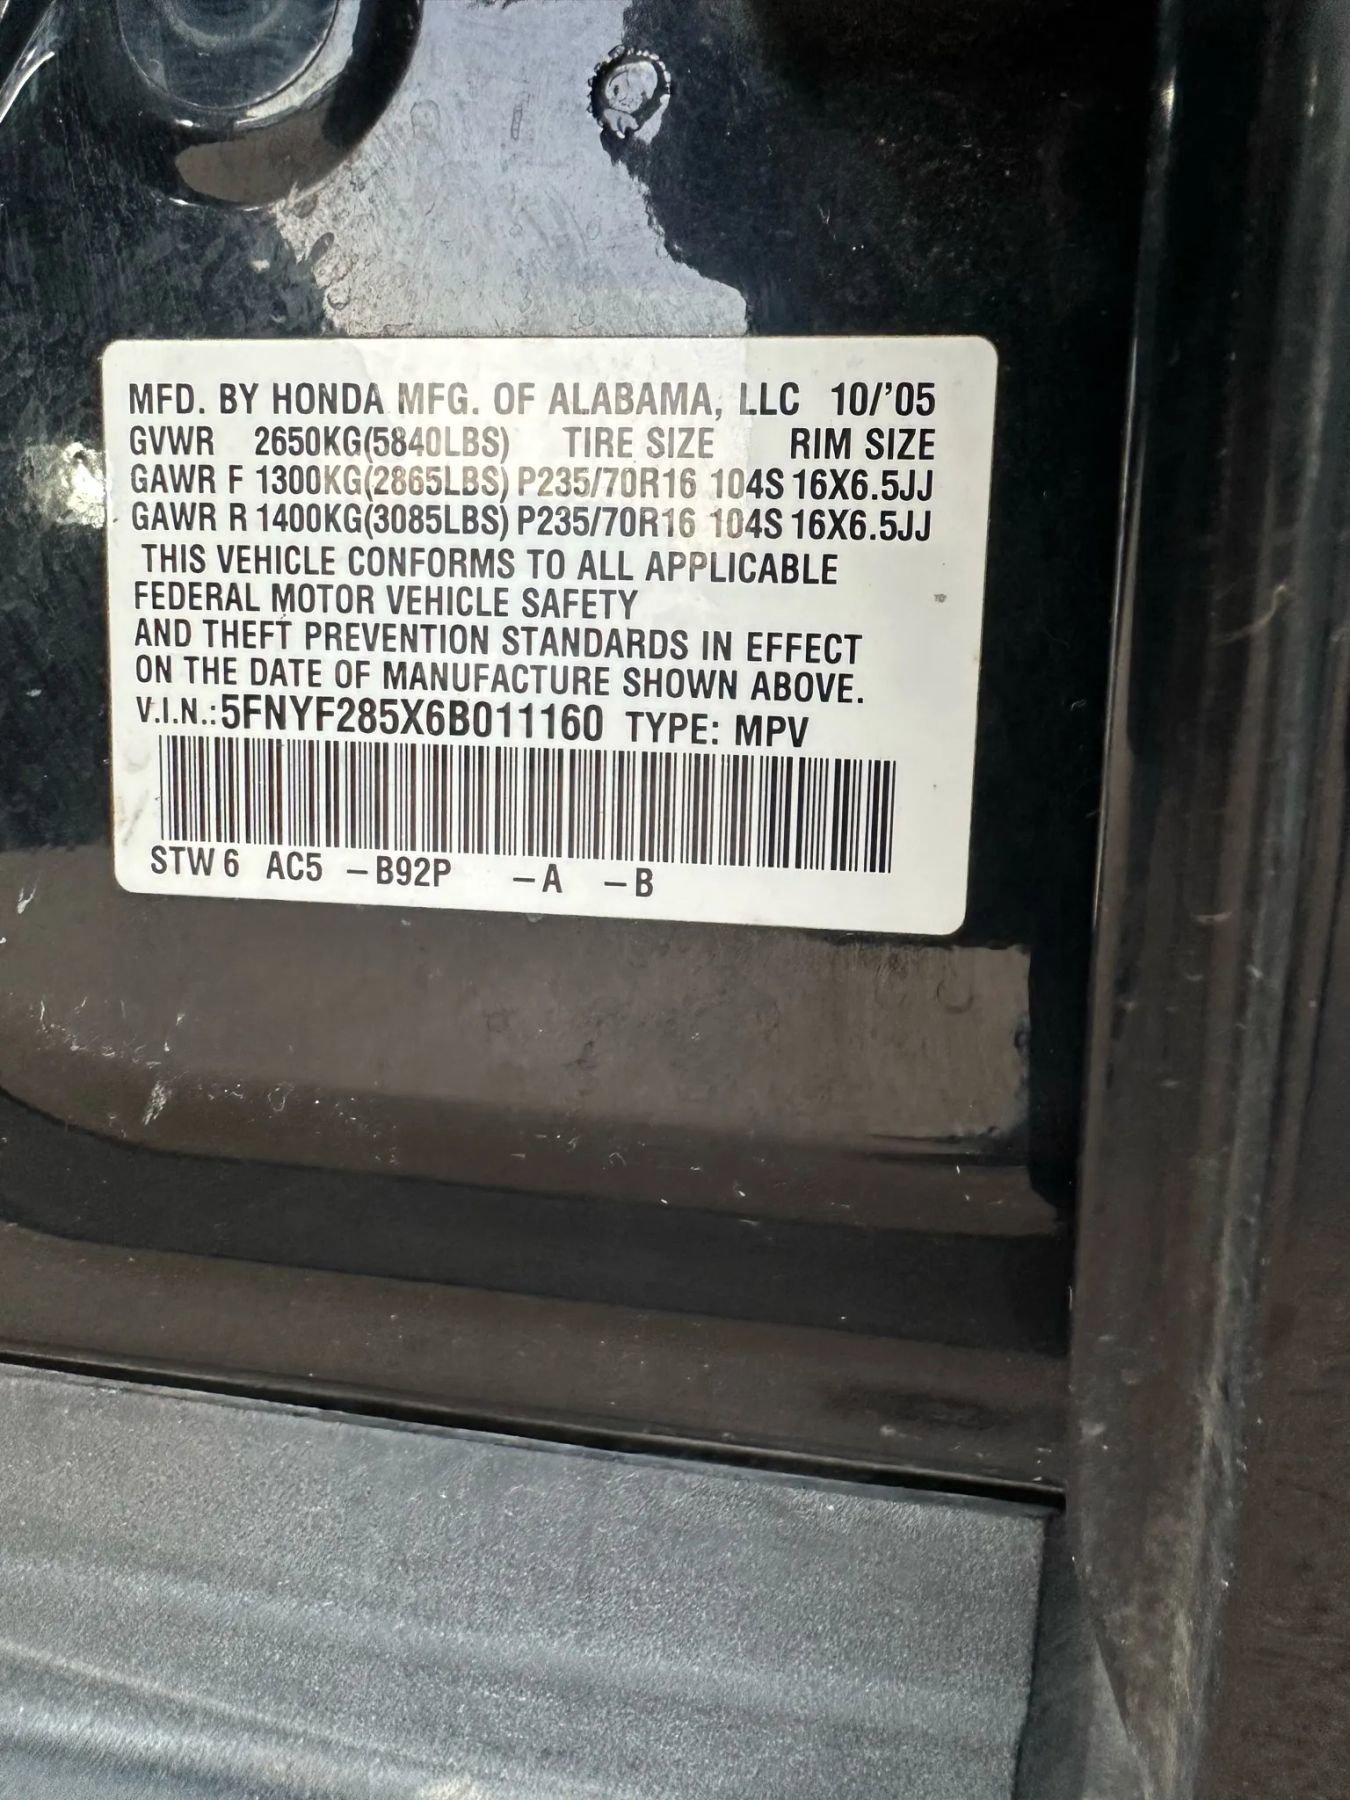 MFD. BY HONDA MFG. OF ALABAMA, LLC 10/'05
GVWR 2650KG(5840LBS) TIRE SIZE RIM SIZE
GAWR F 1300KG(2865LBS) P235/70R16 104S 16X6.5JJ
GAWR R 1400KG(3085LBS) P235/70R16 104S 16X6.5JJ
THIS VEHICLE CONFORMS TO ALL APPLICABLE
FEDERAL MOTOR VEHICLE SAFETY
AND THEFT PREVENTION STANDARDS IN EFFECT
ON THE DATE OF MANUFACTURE SHOWN ABOVE.
V.I.N.: 5FNYF285X6B011160 TYPE: MPV
STW 6 AC5 – B92P – A – B